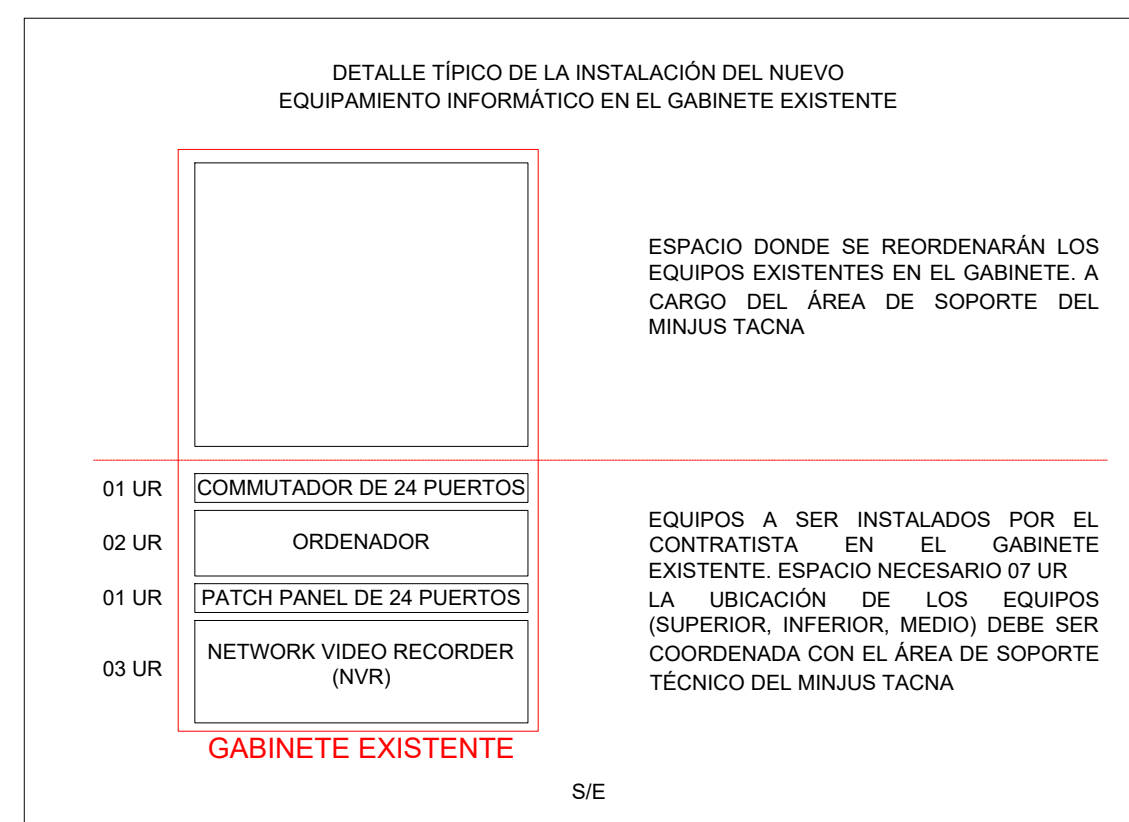 DETALLE TÍPICO DE LA INSTALACIÓN DEL NUEVO
EQUIPAMIENTO INFORMÁTICO EN EL GABINETE EXISTENTE
ESPACIO DONDE SE REORDENARÁN LOS
EQUIPOS EXISTENTES EN EL GABINETE. A
CARGO DEL ÁREA DE SOPORTE DEL
MINJUS TACNA
01 UR
COMMUTADOR DE 24 PUERTOS
02 UR
ORDENADOR
01 UR
PATCH PANEL DE 24 PUERTOS
03 UR
NETWORK VIDEO RECORDER
(NVR)
EQUIPOS A SER INSTALADOS POR EL
CONTRATISTA EN EL GABINETE
EXISTENTE. ESPACIO NECESARIO 07 UR
LA UBICACIÓN DE LOS EQUIPOS
(SUPERIOR, INFERIOR, MEDIO) DEBE SER
COORDENADA CON EL ÁREA DE SOPORTE
TÉCNICO DEL MINJUS TACNA
GABINETE EXISTENTE
S/E